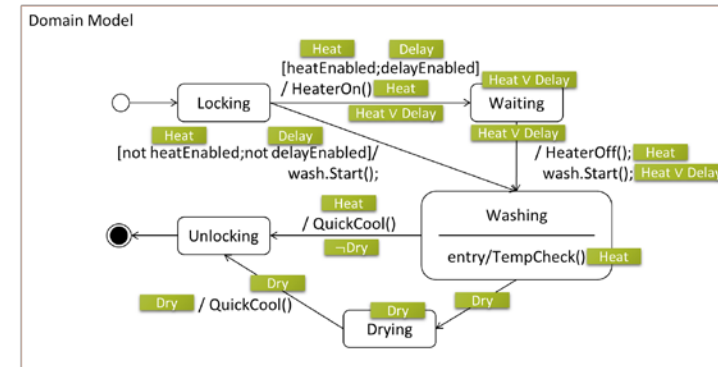 Domain Model
Heat Delay
[heatEnabled;delayEnabled]
/ HeaterOn() Heat
Heat V Delay
Locking
Heat V Delay
Waiting
Heat V Delay
Heat Delay
[not heatEnabled;not delayEnabled]/
wash.Start();
/ HeaterOff(); Heat
wash.Start(); Heat V Delay
Heat
/ QuickCool()
¬Dry
Unlocking
Washing
entry/TempCheck() Heat
Dry
Dry / QuickCool()
Dry
Drying
Dry